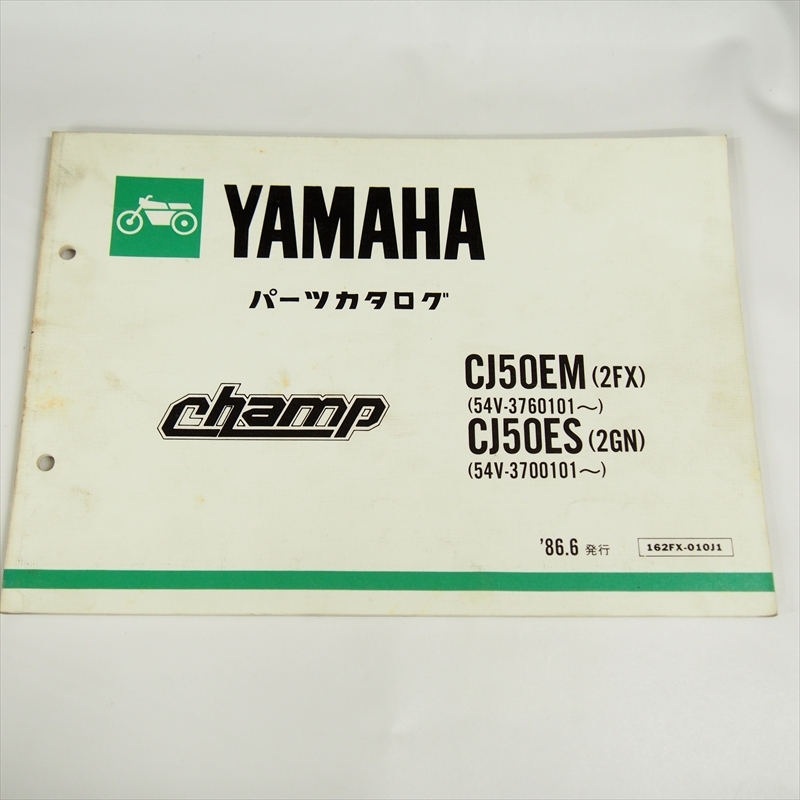 YAMAHA
パーツカタログ
champ
CJ50EM (2FX)
(54V-3760101〜)
CJ50ES (2GN)
(54V-3700101〜)
'86.6 発行
162FX-010J1